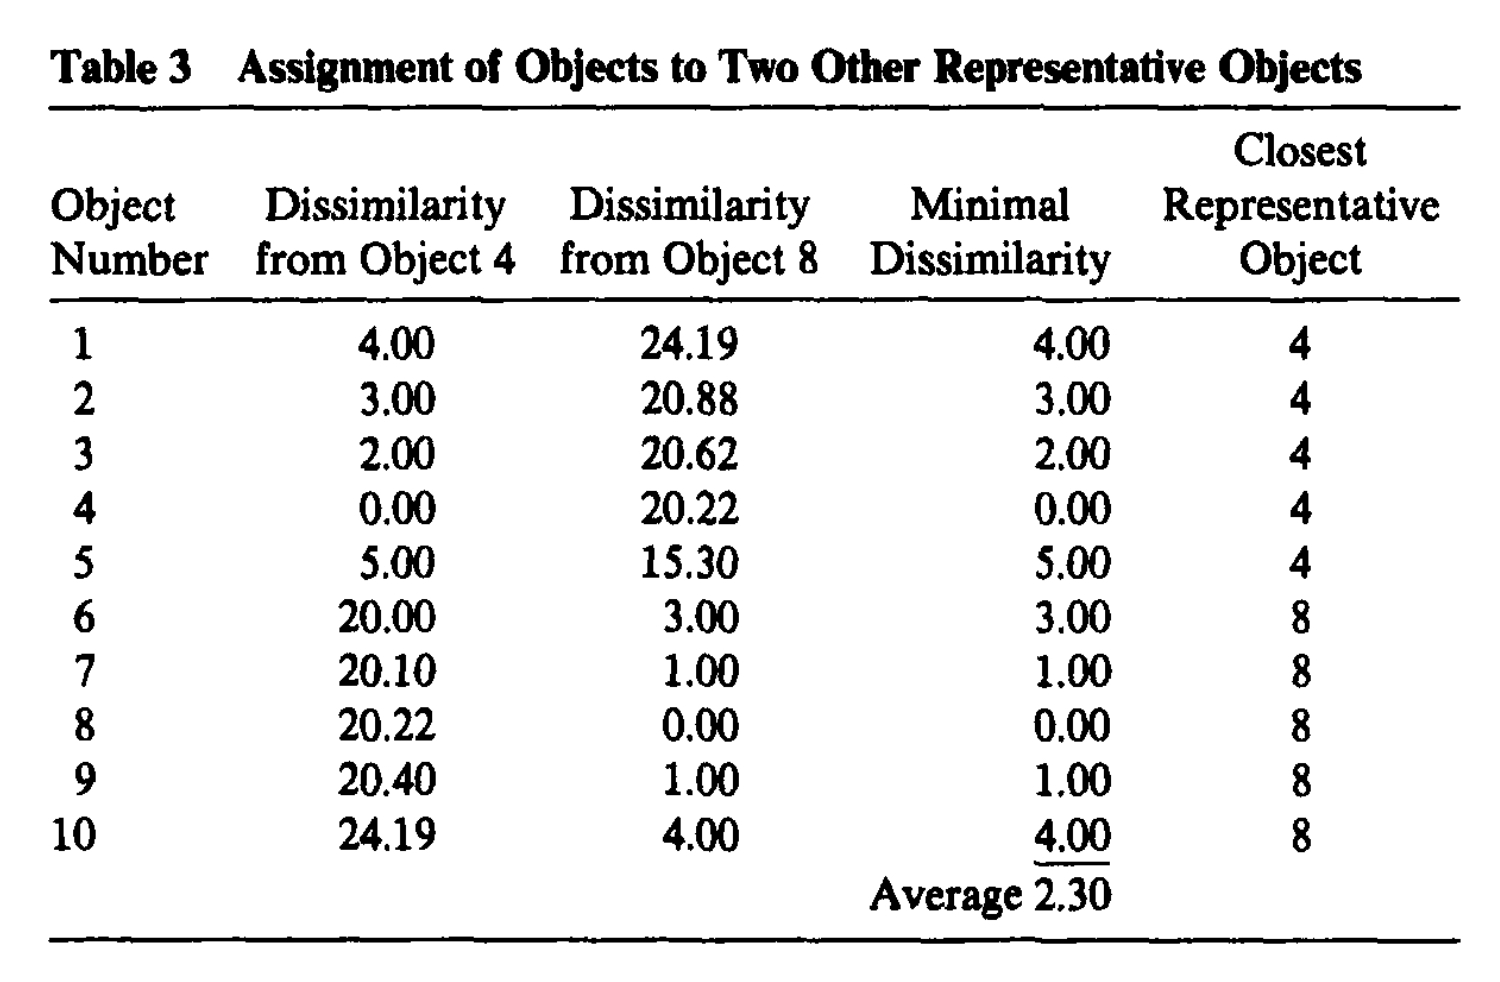 Table 3 Assignment of Objects to Two Other Representative Objects
Closest
Object Dissimilarity Dissimilarity Minimal Representative
Number from Object 4 from Object 8 Dissimilarity Object
1 4.00 24.19 4.00 4
2 3.00 20.88 3.00 4
3 2.00 20.62 2.00 4
4 0.00 20.22 0.00 4
5 5.00 15.30 5.00 4
6 20.00 3.00 3.00 8
7 20.10 1.00 1.00 8
8 20.22 0.00 0.00 8
9 20.40 1.00 1.00 8
10 24.19 4.00 4.00 8
Average 2.30